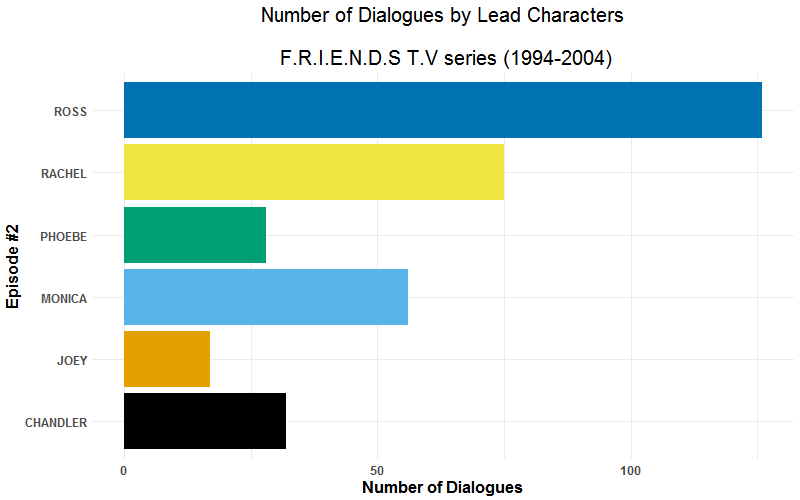 Number of Dialogues by Lead Characters
F.R.I.E.N.D.S T.V series (1994-2004)
ROSS
RACHEL
PHOEBE
MONICA
JOEY
CHANDLER
Episode #2
0 50 100
Number of Dialogues